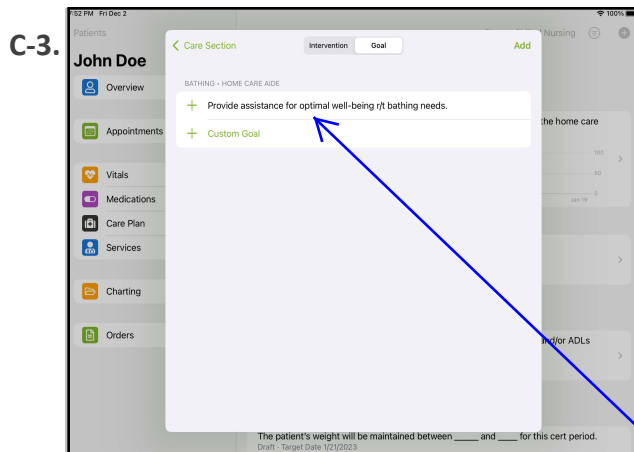 C-3.
7:52 PM Fri Dec 2
100%
Patients
Nursing
John Doe
Overview
Appointments
Vitals
Medications
Care Plan
Services
Charting
Orders
Care Section
Intervention
Goal
Add
BATHING • HOME CARE AIDE
Provide assistance for optimal well-being r/t bathing needs.
Custom Goal
the home care
100
50
0
Jan 19
and/or ADLs
The patient's weight will be maintained between _____ and ____ for this cert period.
Draft - Target Date 1/21/2023